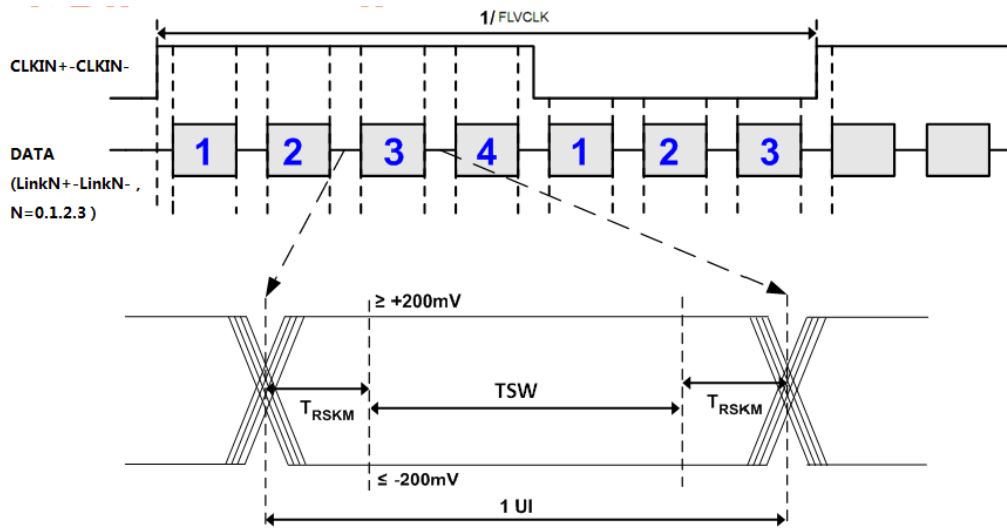 1/ FLVCLK
CLKIN+-CLKIN-
DATA
(LinkN+-LinkN- ,
N=0.1.2.3 )
1 2 3 4 1 2 3
≥ +200mV
TSW
TRSKM TRSKM
≤ -200mV
1 UI